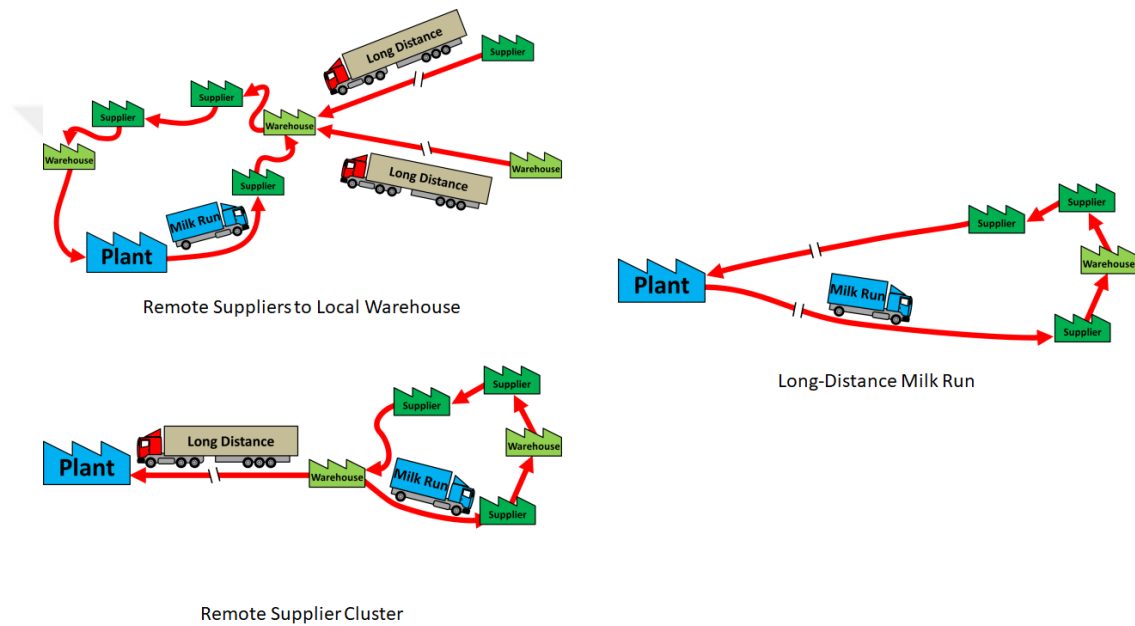 Long Distance
Supplier
Supplier
Supplier
Warehouse
Warehouse
Long Distance
Warehouse
Supplier
Milk Run
Plant
Remote Suppliers to Local Warehouse
Supplier
Supplier
Warehouse
Plant
Milk Run
Supplier
Long-Distance Milk Run
Supplier
Supplier
Long Distance
Warehouse
Plant
Warehouse
Milk Run
Supplier
Remote Supplier Cluster